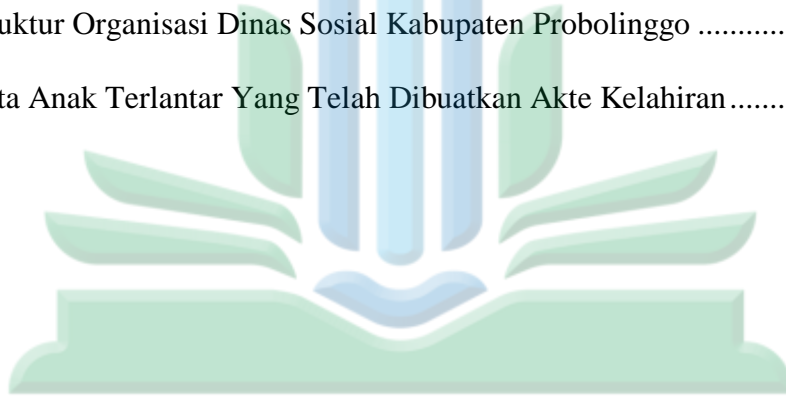 uktur Organisasi Dinas Sosial Kabupaten Probolinggo ...........
ta Anak Terlantar Yang Telah Dibuatkan Akte Kelahiran.......